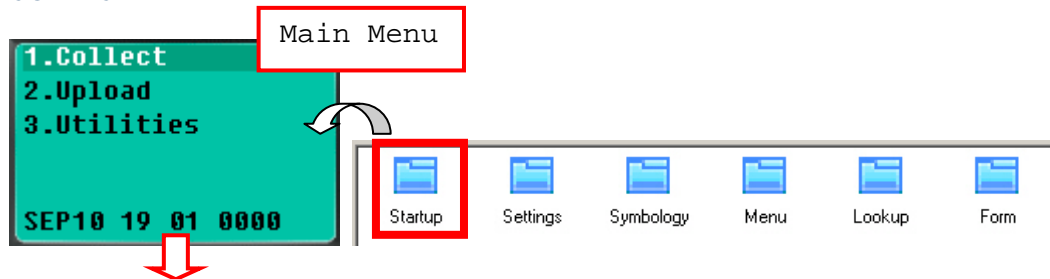 Main Menu
1.Collect
2.Upload
3.Utilities
SEP10 19 01 0000
Startup Settings Symbology Menu Lookup Form